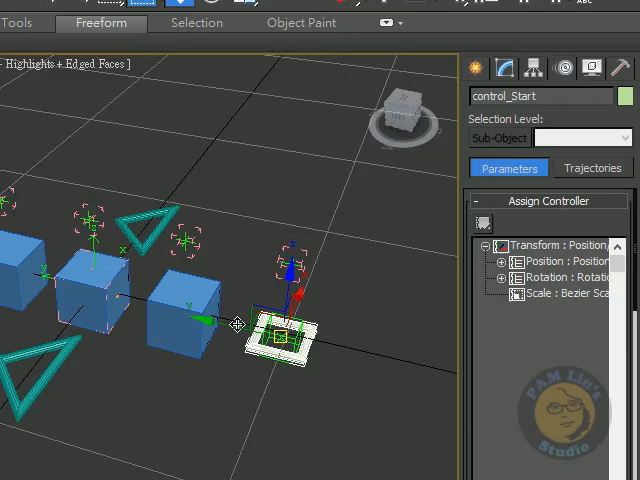 Tools Freeform Selection Object Paint
- Highlights + Edged Faces ]
control_Start
Selection Level:
Sub-Object
Parameters Trajectories
- Assign Controller
Transform : Position/
Position : Position
Rotation : Rotati
Scale : Bezier Sca
x
y
y
z
z
PAM Lin's
Studio